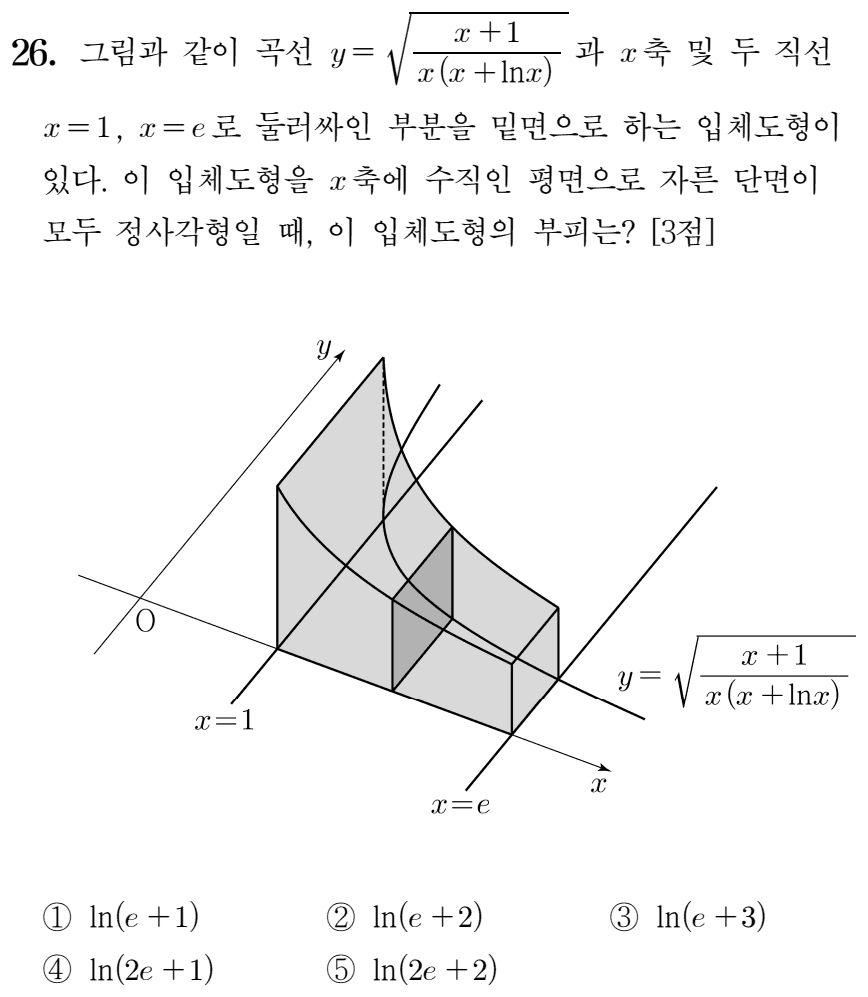 26. 그림과 같이 곡선 y=√((x+1)/(x(x+lnx))) 과 x축 및 두 직선
x=1, x=e로 둘러싸인 부분을 밑면으로 하는 입체도형이
있다. 이 입체도형을 x축에 수직인 평면으로 자른 단면이
모두 정사각형일 때, 이 입체도형의 부피는? [3점]
y
O
y=√((x+1)/(x(x+lnx)))
x=1
x
x=e
① ln(e+1) ② ln(e+2) ③ ln(e+3)
④ ln(2e+1) ⑤ ln(2e+2)